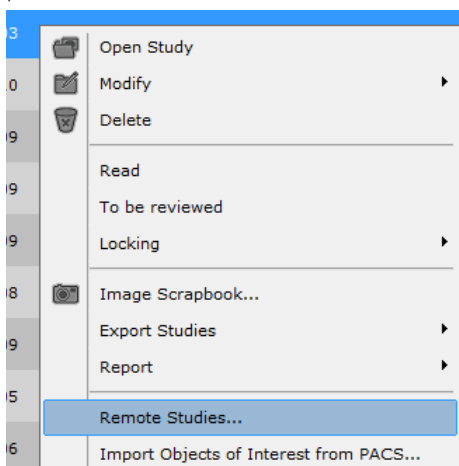 Open Study
Modify
Delete
Read
To be reviewed
Locking
Image Scrapbook...
Export Studies
Report
Remote Studies...
Import Objects of Interest from PACS...